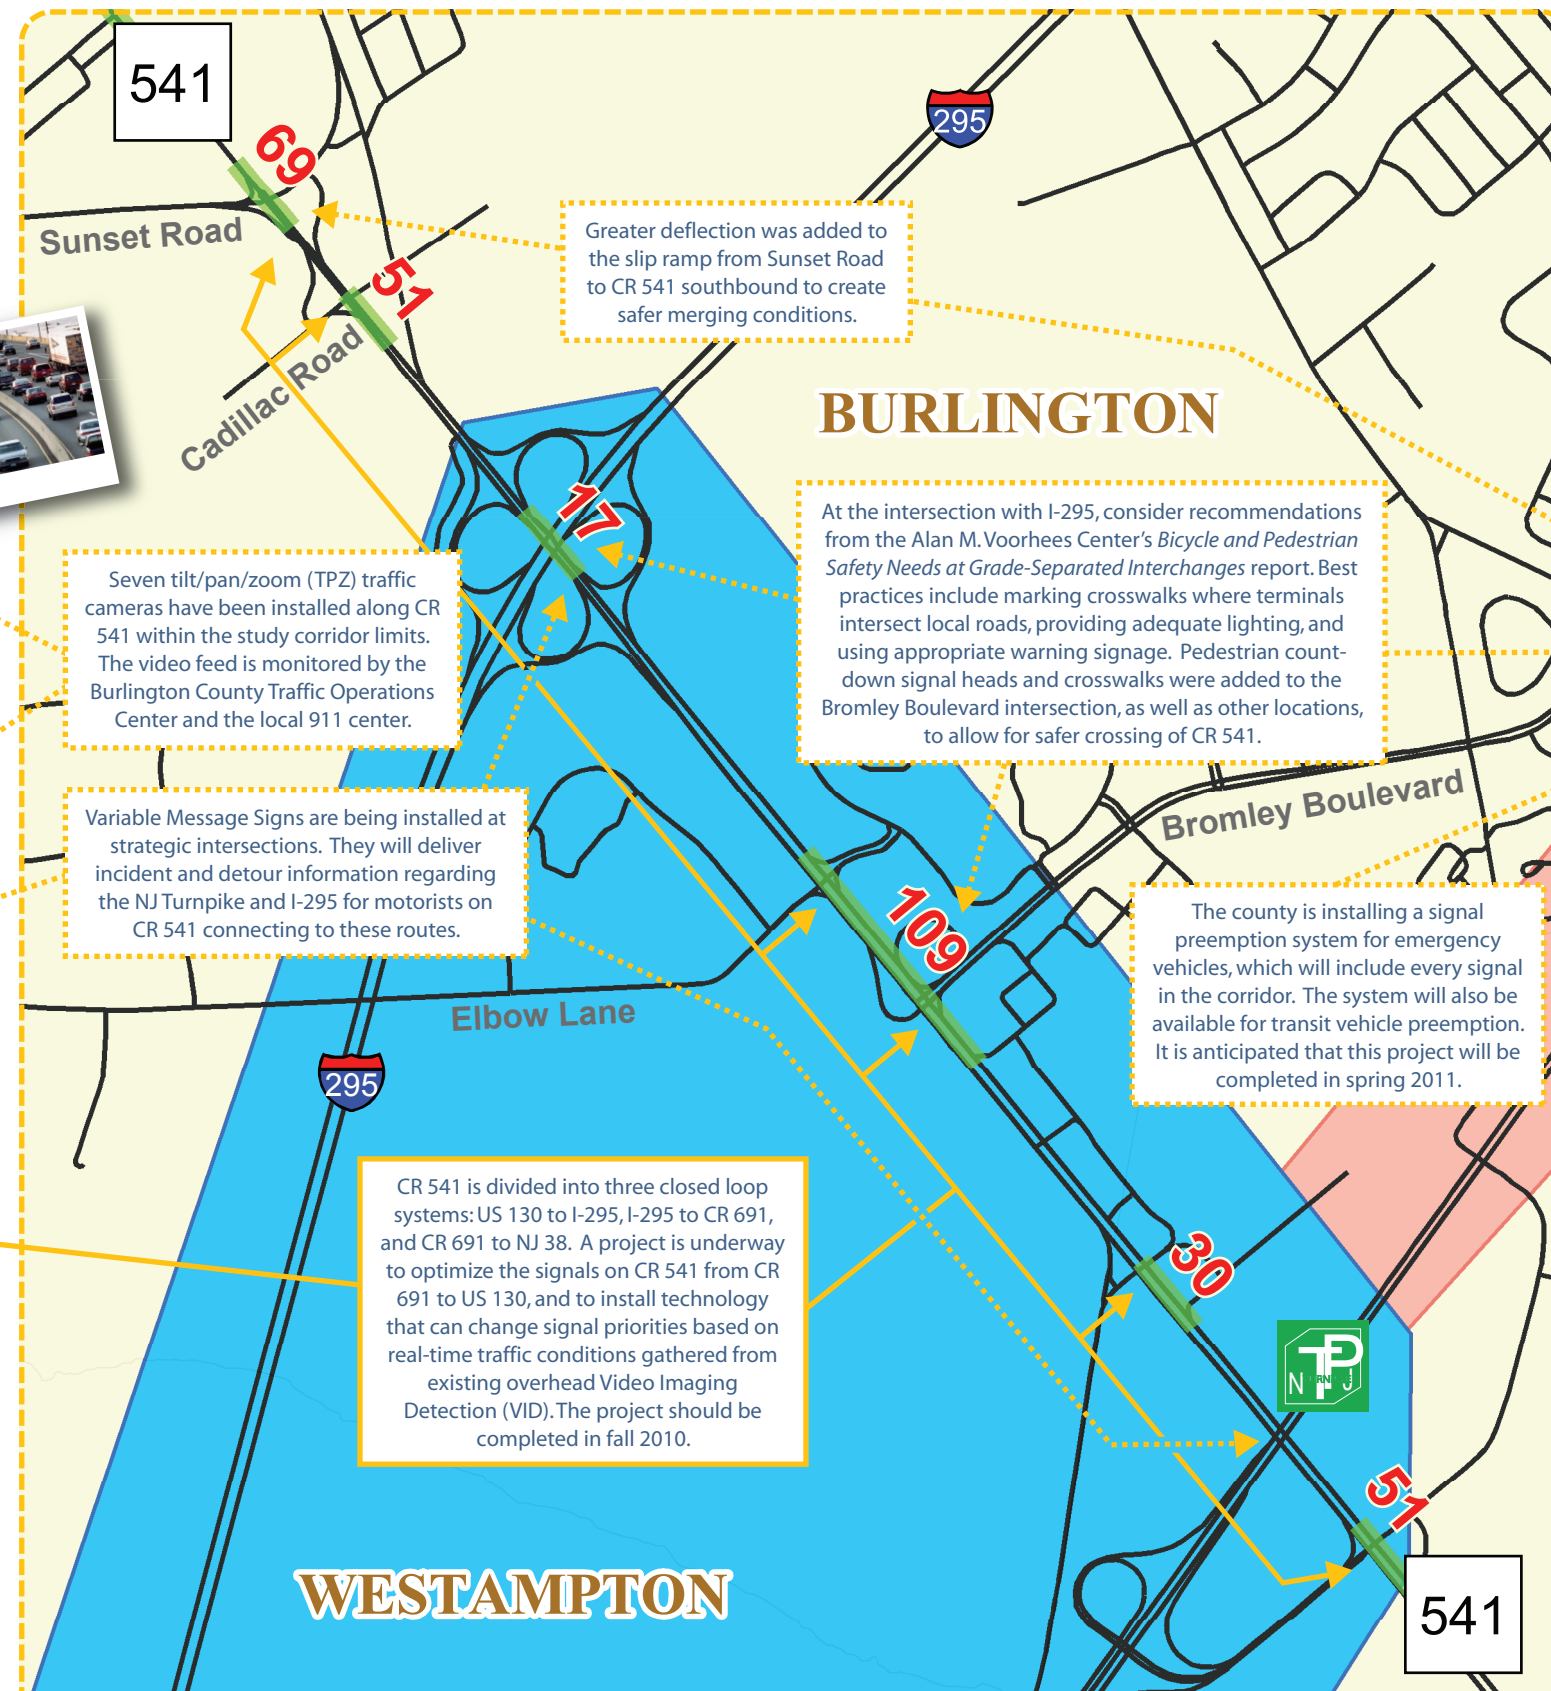 541
295
69
Sunset Road
Greater deflection was added to
the slip ramp from Sunset Road
to CR 541 southbound to create
safer merging conditions.
51
Cadillac Road
BURLINGTON
17
At the intersection with I-295, consider recommendations
from the Alan M. Voorhees Center's Bicycle and Pedestrian
Safety Needs at Grade-Separated Interchanges report. Best
practices include marking crosswalks where terminals
intersect local roads, providing adequate lighting, and
using appropriate warning signage. Pedestrian count-
down signal heads and crosswalks were added to the
Bromley Boulevard intersection, as well as other locations,
to allow for safer crossing of CR 541.
Seven tilt/pan/zoom (TPZ) traffic
cameras have been installed along CR
541 within the study corridor limits.
The video feed is monitored by the
Burlington County Traffic Operations
Center and the local 911 center.
Variable Message Signs are being installed at
strategic intersections. They will deliver
incident and detour information regarding
the NJ Turnpike and I-295 for motorists on
CR 541 connecting to these routes.
Bromley Boulevard
109
The county is installing a signal
preemption system for emergency
vehicles, which will include every signal
in the corridor. The system will also be
available for transit vehicle preemption.
It is anticipated that this project will be
completed in spring 2011.
Elbow Lane
295
CR 541 is divided into three closed loop
systems: US 130 to I-295, I-295 to CR 691,
and CR 691 to NJ 38. A project is underway
to optimize the signals on CR 541 from CR
691 to US 130, and to install technology
that can change signal priorities based on
real-time traffic conditions gathered from
existing overhead Video Imaging
Detection (VID). The project should be
completed in fall 2010.
30
TP
N TURNPIKE J
51
WESTAMPTON
541